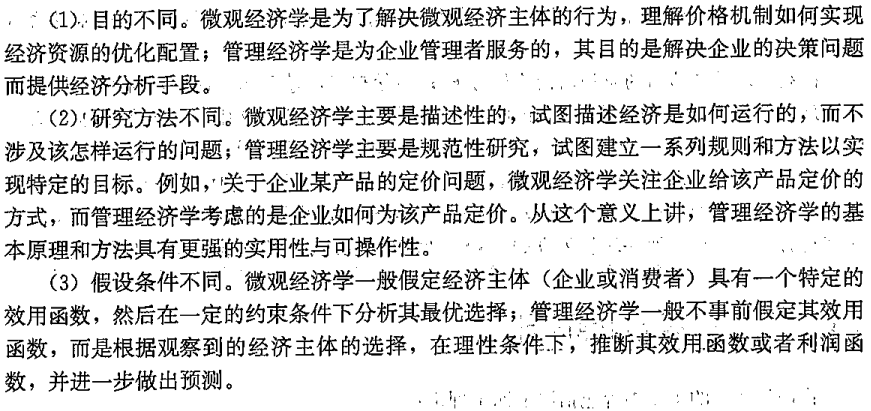 (1) 目的不同。微观经济学是为了解决微观经济主体的行为，理解价格机制如何实现
经济资源的优化配置；管理经济学是为企业管理者服务的，其目的是解决企业的决策问题
而提供经济分析手段。
(2) 研究方法不同。微观经济学主要是描述性的，试图描述经济是如何运行的，而不
涉及该怎样运行的问题；管理经济学主要是规范性研究，试图建立一系列规则和方法以实
现特定的目标。例如，关于企业某产品的定价问题，微观经济学关注企业给该产品定价的
方式，而管理经济学考虑的是企业如何为该产品定价。从这个意义上讲，管理经济学的基
本原理和方法具有更强的实用性与可操作性。
(3) 假设条件不同。微观经济学一般假定经济主体（企业或消费者）具有一个特定的
效用函数，然后在一定的约束条件下分析其最优选择；管理经济学一般不事前假定其效用
函数，而是根据观察到的经济主体的选择，在理性条件下，推断其效用函数或者利润函
数，并进一步做出预测。